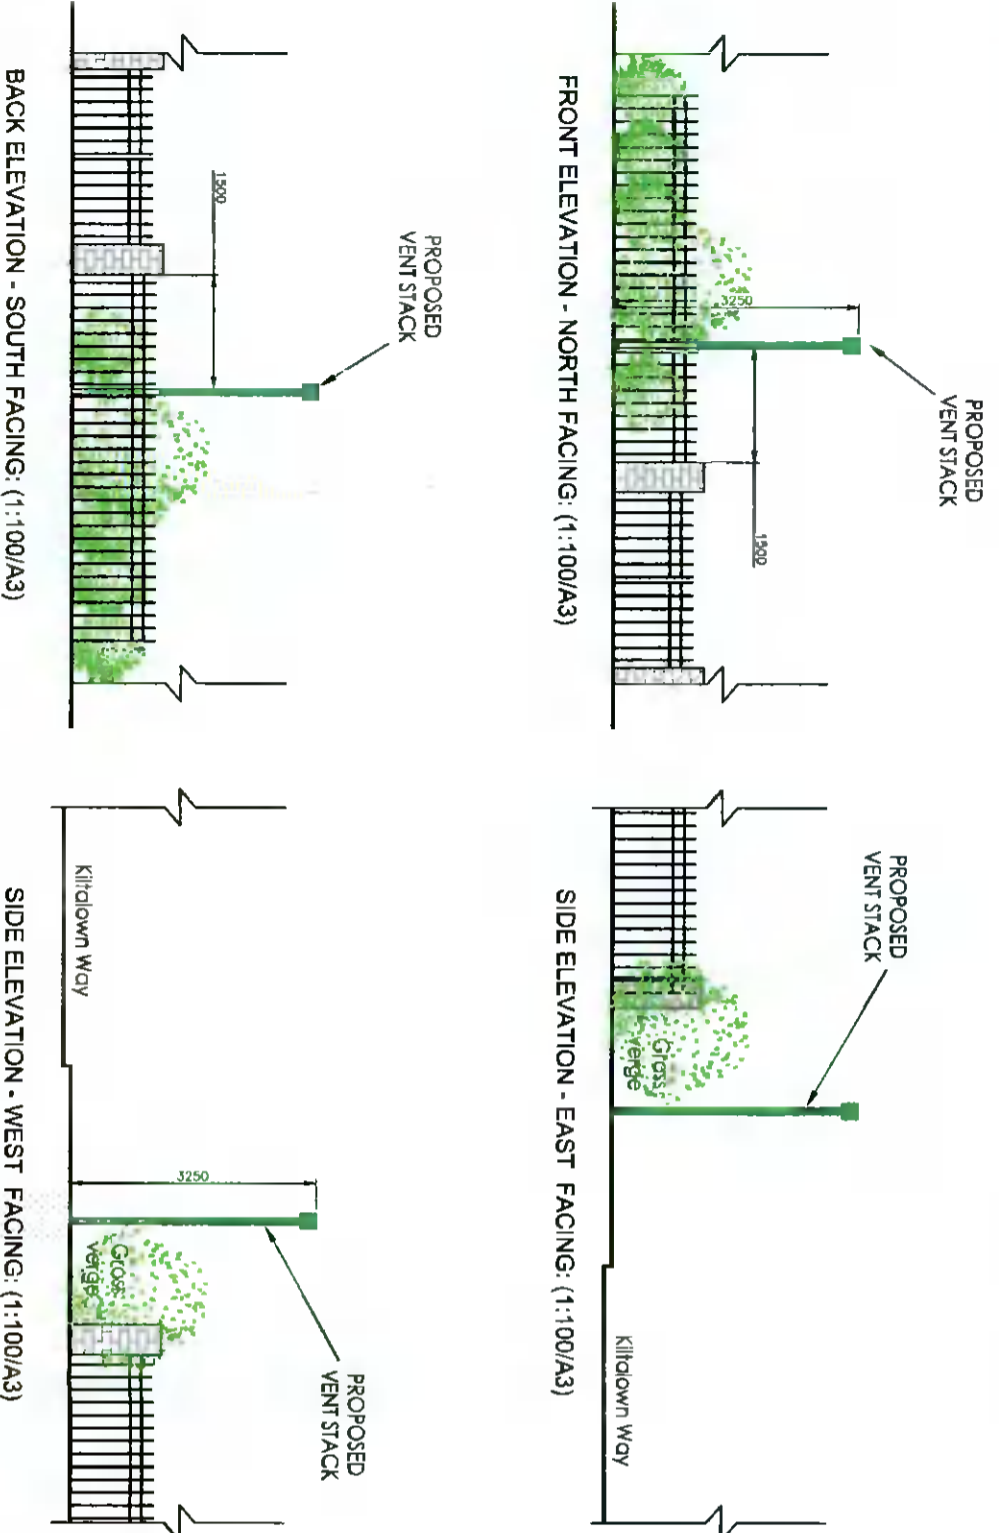 PROPOSED
VENT STACK
3250
1500
FRONT ELEVATION - NORTH FACING: (1:100/A3)
PROPOSED
VENT STACK
Grass
verge
Kiltalown Way
SIDE ELEVATION - EAST FACING: (1:100/A3)
PROPOSED
VENT STACK
1500
BACK ELEVATION - SOUTH FACING: (1:100/A3)
PROPOSED
VENT STACK
3250
Grass
verge
Kiltalown Way
SIDE ELEVATION - WEST FACING: (1:100/A3)